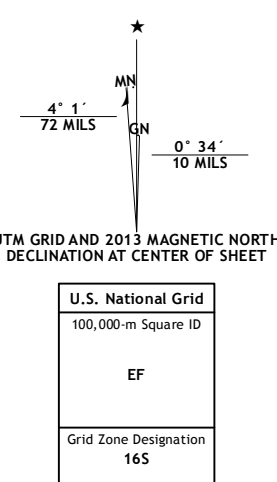 ★
MN
4° 1´
72 MILS
GN
0° 34´
10 MILS
UTM GRID AND 2013 MAGNETIC NORTH
DECLINATION AT CENTER OF SHEET
U.S. National Grid
100,000-m Square ID
EF
Grid Zone Designation
16S